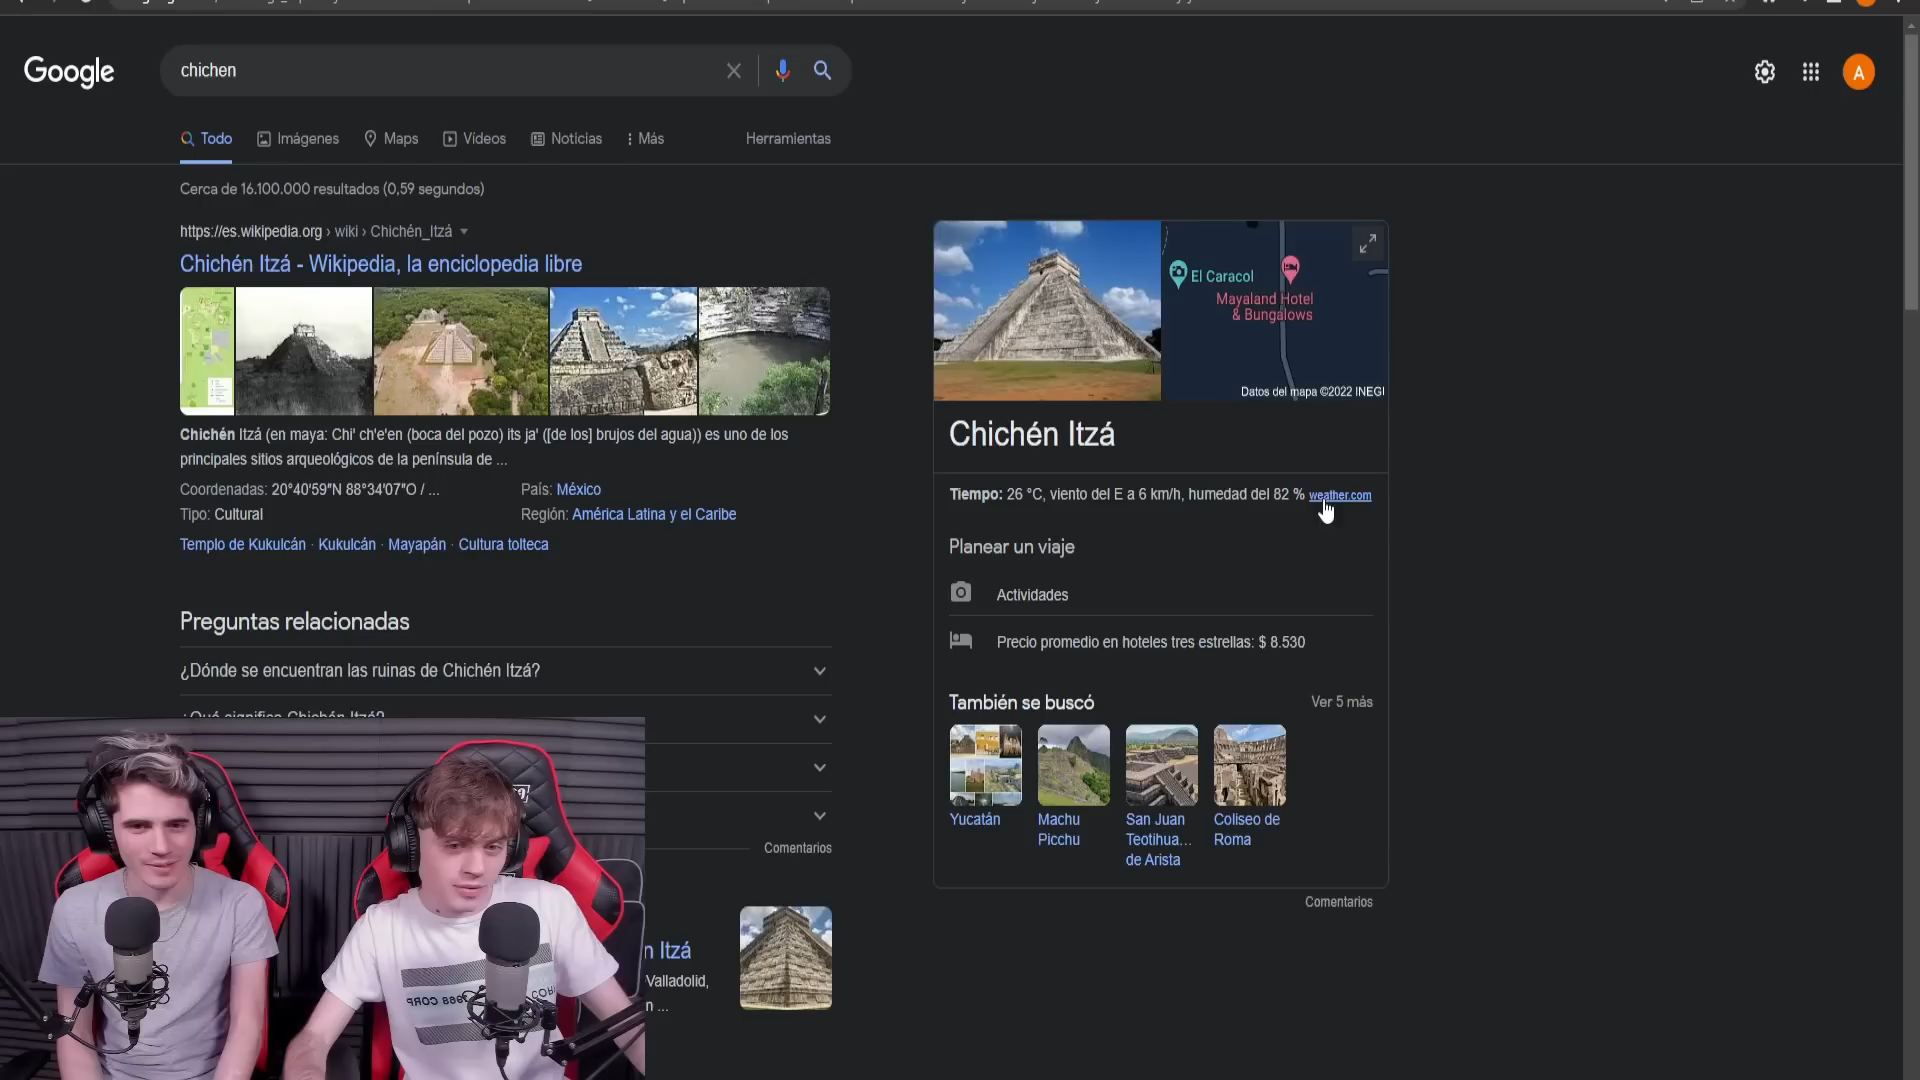 Google
chichen
A
Todo
Imágenes
Maps
Vídeos
Noticias
Más
Herramientas
Cerca de 16.100.000 resultados (0,59 segundos)
https://es.wikipedia.org › wiki › Chichén_Itzá
Chichén Itzá - Wikipedia, la enciclopedia libre
Chichén Itzá (en maya: Chi' ch'e'en (boca del pozo) its ja' ([de los] brujos del agua)) es uno de los
principales sitios arqueológicos de la península de ...
Coordenadas: 20°40′59″N 88°34′07″O / ...
País: México
Tipo: Cultural
Región: América Latina y el Caribe
Templo de Kukulcán · Kukulcán · Mayapán · Cultura tolteca
Preguntas relacionadas
¿Dónde se encuentran las ruinas de Chichén Itzá?
¿Qué significa Chichén Itzá?
Comentarios
n Itzá
Valladolid,
n ...
El Caracol
Mayaland Hotel
& Bungalows
Datos del mapa ©2022 INEGI
Chichén Itzá
Tiempo: 26 °C, viento del E a 6 km/h, humedad del 82 % weather.com
Planear un viaje
Actividades
Precio promedio en hoteles tres estrellas: $ 8.530
También se buscó
Ver 5 más
Yucatán
Machu
Picchu
San Juan
Teotihua...
de Arista
Coliseo de
Roma
Comentarios